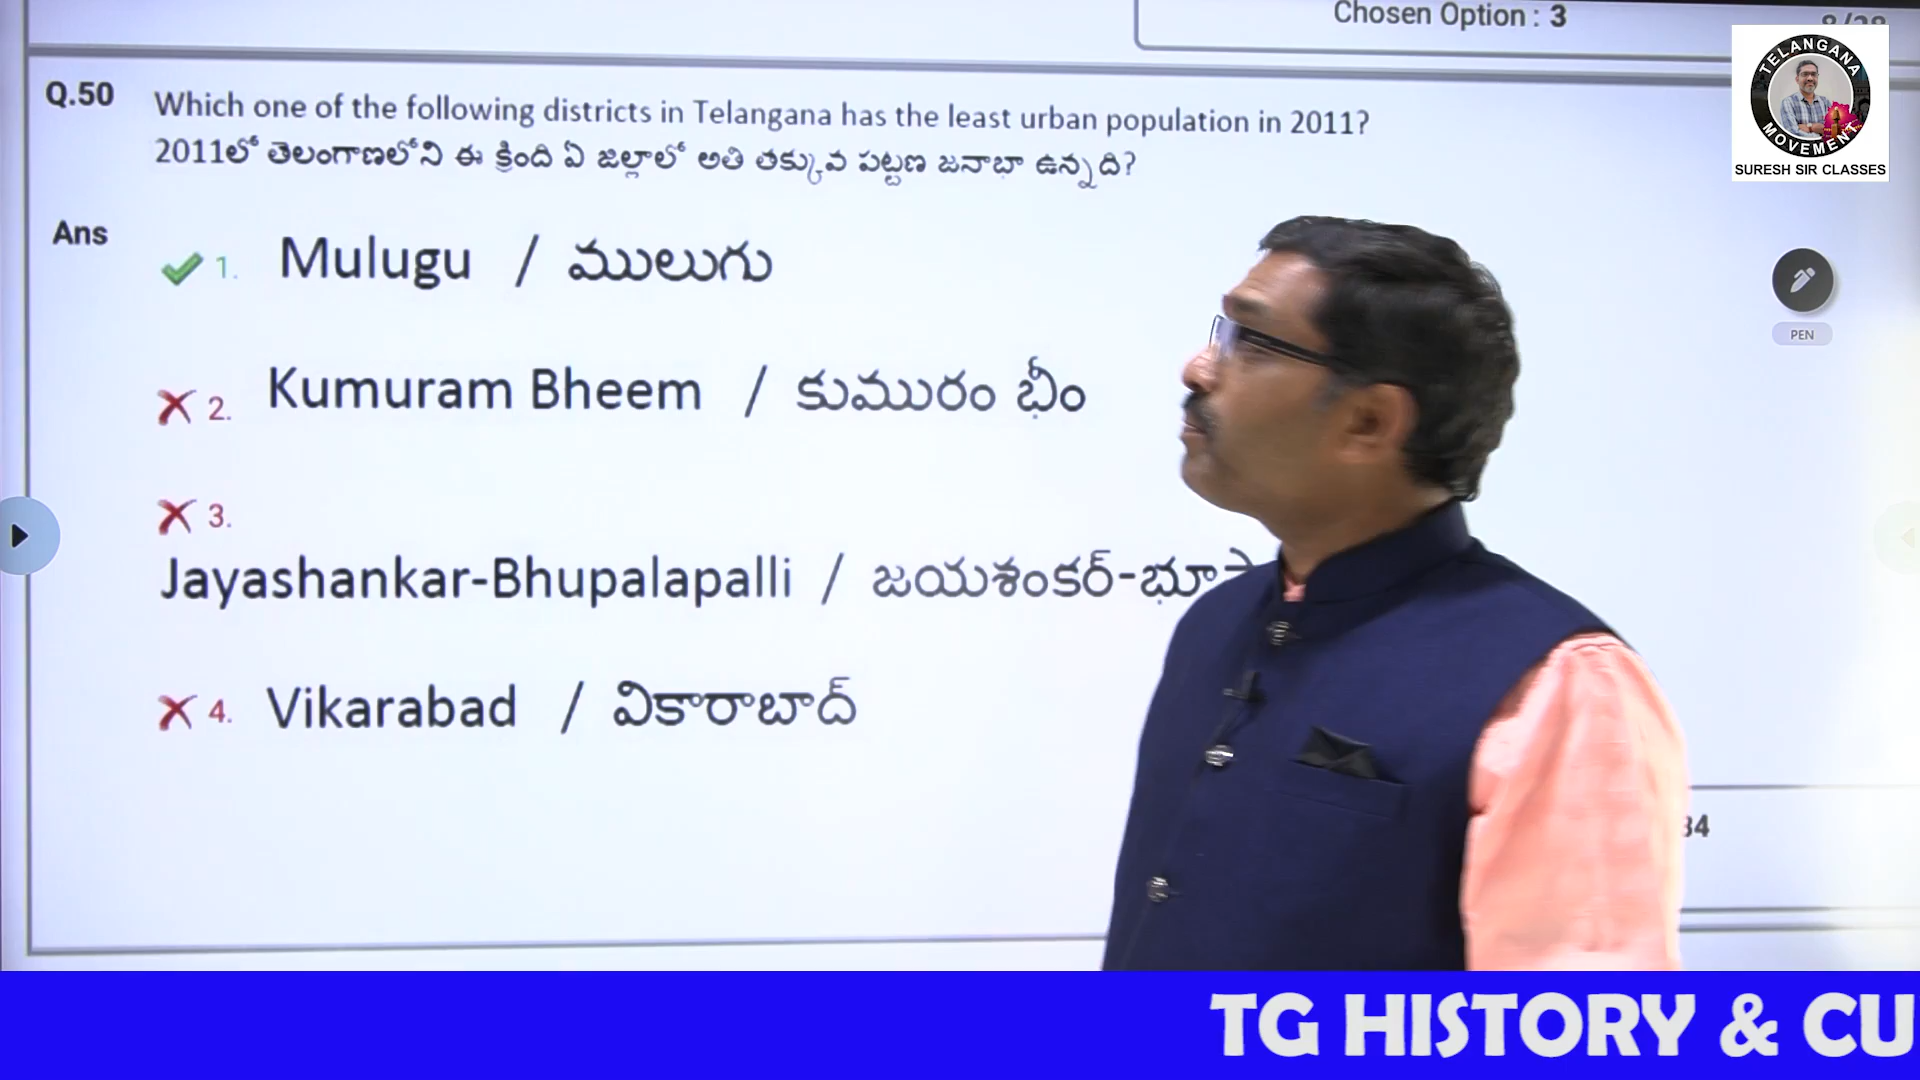 Chosen Option : 3
Q.50 Which one of the following districts in Telangana has the least urban population in 2011?
2011లో తెలంగాణలోని ఈ క్రింది ఏ జిల్లాలో అతి తక్కువ పట్టణ జనాభా ఉన్నది?
TELANGANA
MOVEMENT
SURESH SIR CLASSES
Ans
1. Mulugu / ములుగు
PEN
2. Kumuram Bheem / కుమురం భీం
3.
Jayashankar-Bhupalapalli / జయశంకర్-
4. Vikarabad / వికారాబాద్
34
TG HISTORY & CU